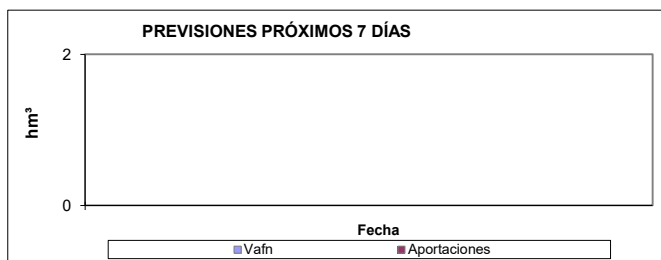 PREVISIONES PRÓXIMOS 7 DÍAS
2
hm³
0
Fecha
Vafn Aportaciones